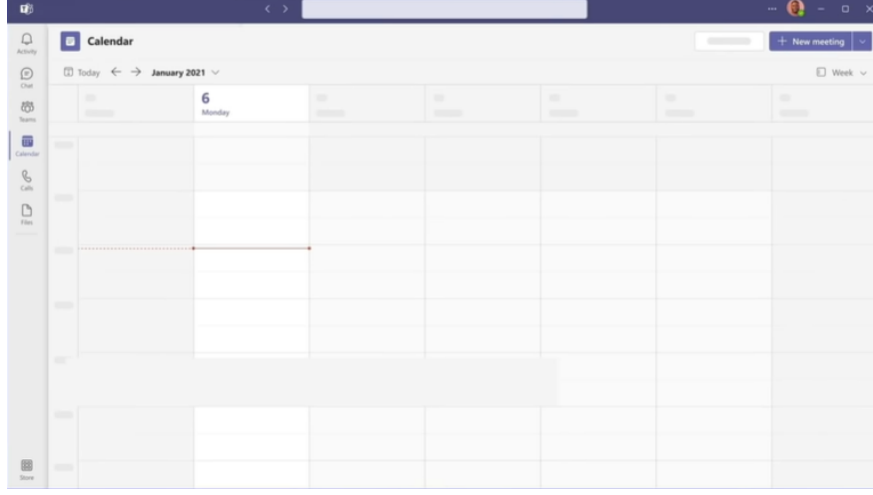 Calendar
New meeting
Today
January 2021
Week
6
Monday
Activity
Chat
Teams
Calendar
Calls
Files
Store